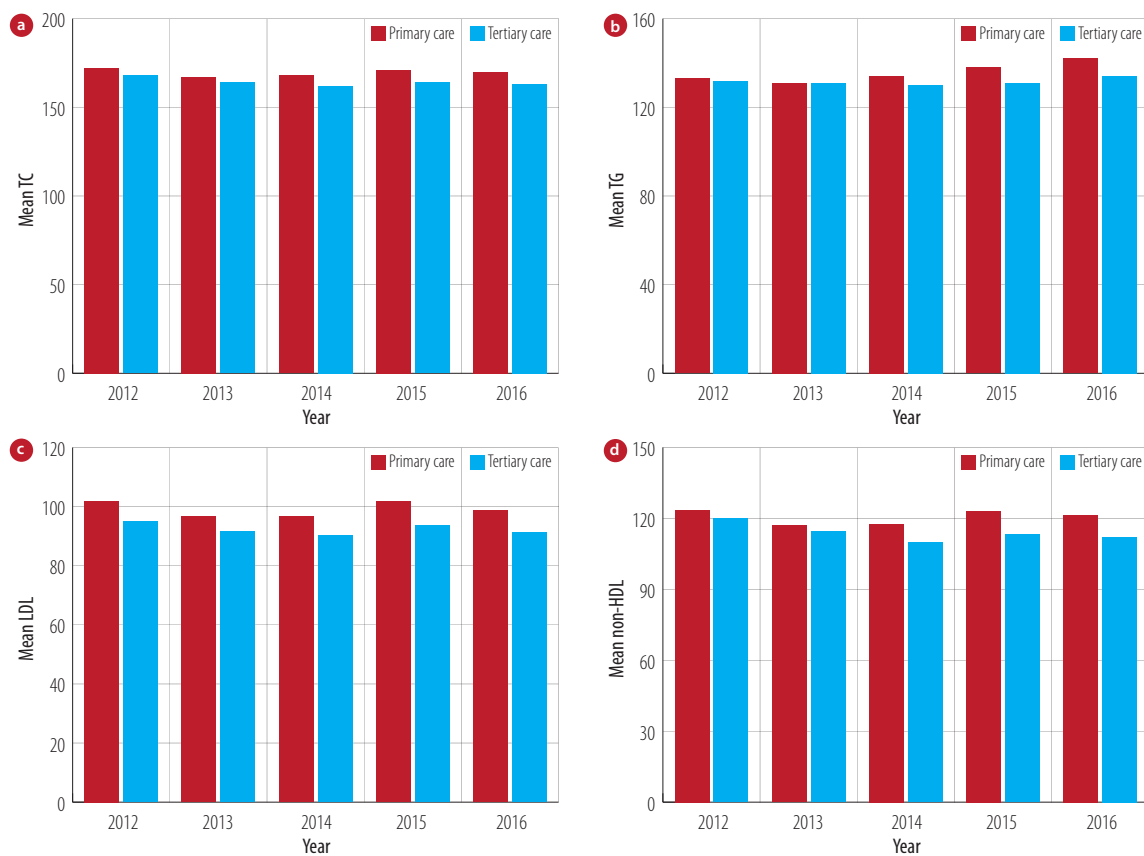 a
Primary care Tertiary care
Mean TC
200
150
100
50
0
2012 2013 2014 2015 2016
Year
b
Primary care Tertiary care
Mean TG
160
120
80
40
0
2012 2013 2014 2015 2016
Year
c
Primary care Tertiary care
Mean LDL
120
100
80
60
40
20
0
2012 2013 2014 2015 2016
Year
d
Primary care Tertiary care
Mean non-HDL
150
120
90
60
30
0
2012 2013 2014 2015 2016
Year